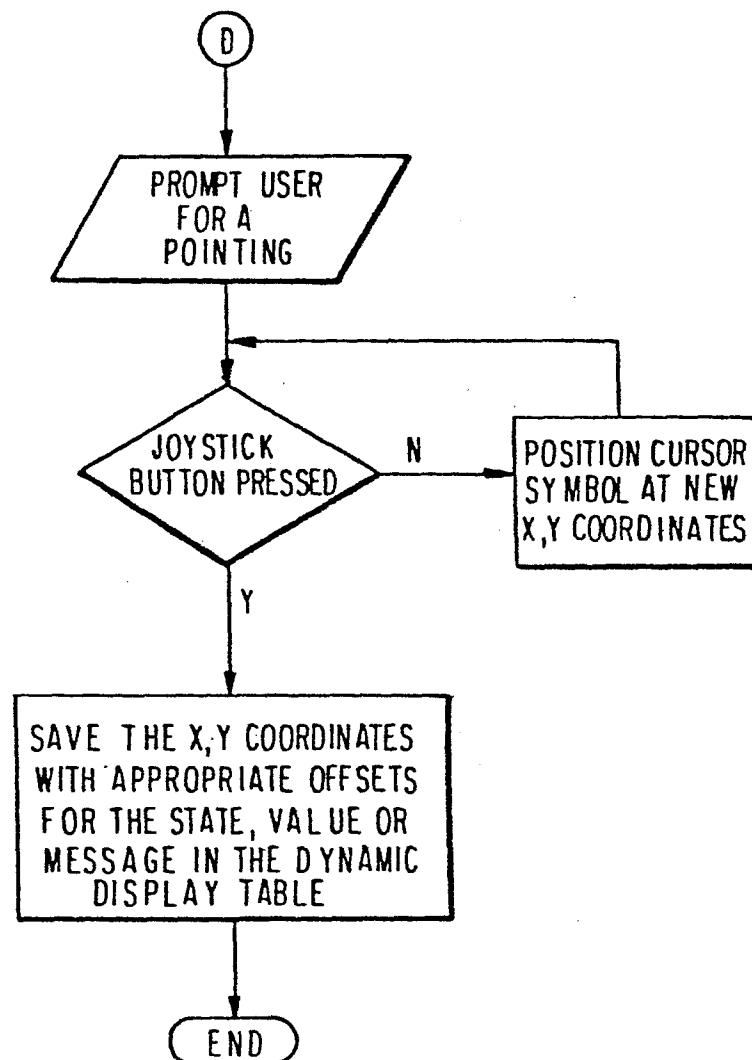 D
PROMPT USER
FOR A
POINTING
JOYSTICK
BUTTON PRESSED
N
POSITION CURSOR
SYMBOL AT NEW
X,Y COORDINATES
Y
SAVE THE X,Y COORDINATES
WITH APPROPRIATE OFFSETS
FOR THE STATE, VALUE OR
MESSAGE IN THE DYNAMIC
DISPLAY TABLE
END